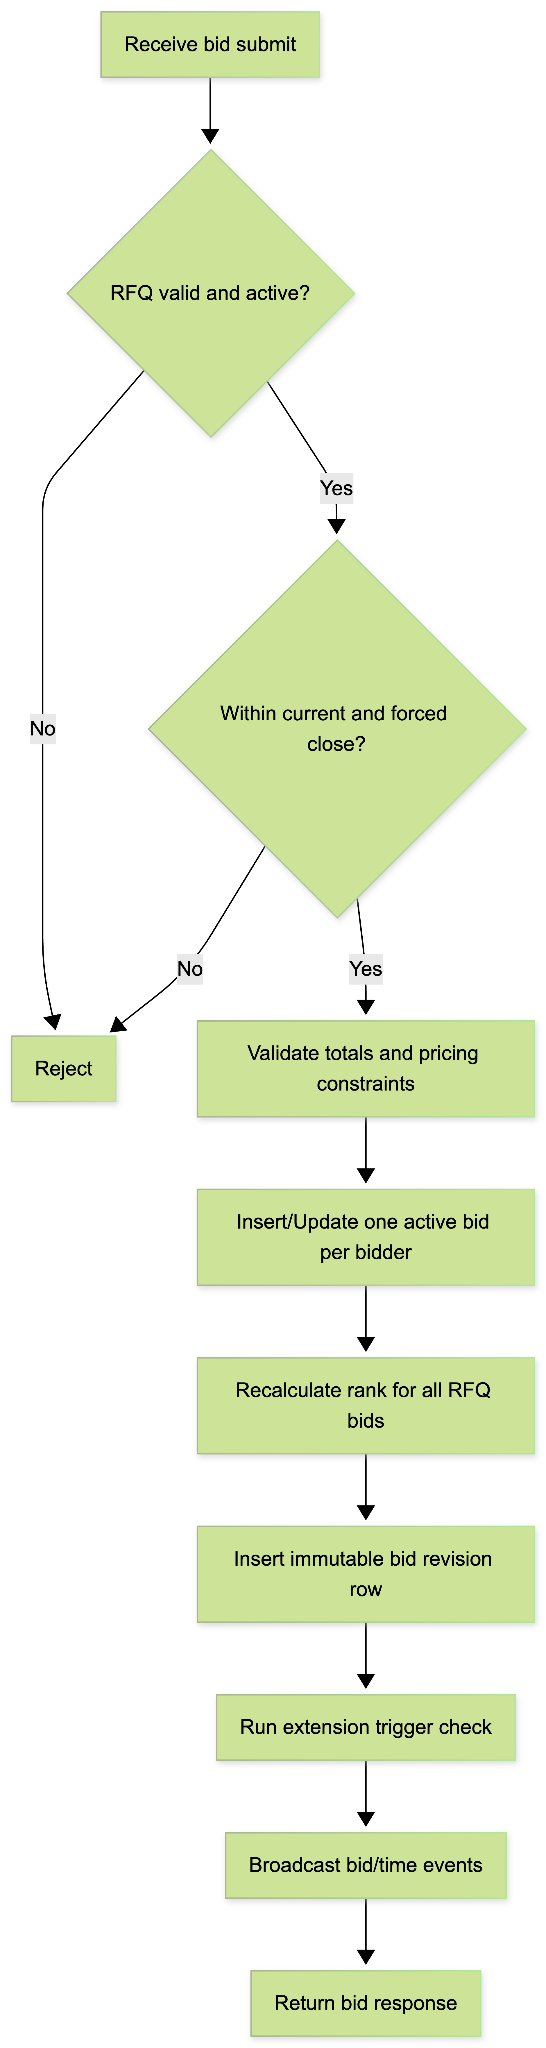 Receive bid submit
RFQ valid and active?
Yes
Within current and forced
close?
No
No
Yes
Reject
Validate totals and pricing
constraints
Insert/Update one active bid
per bidder
Recalculate rank for all RFQ
bids
Insert immutable bid revision
row
Run extension trigger check
Broadcast bid/time events
Return bid response